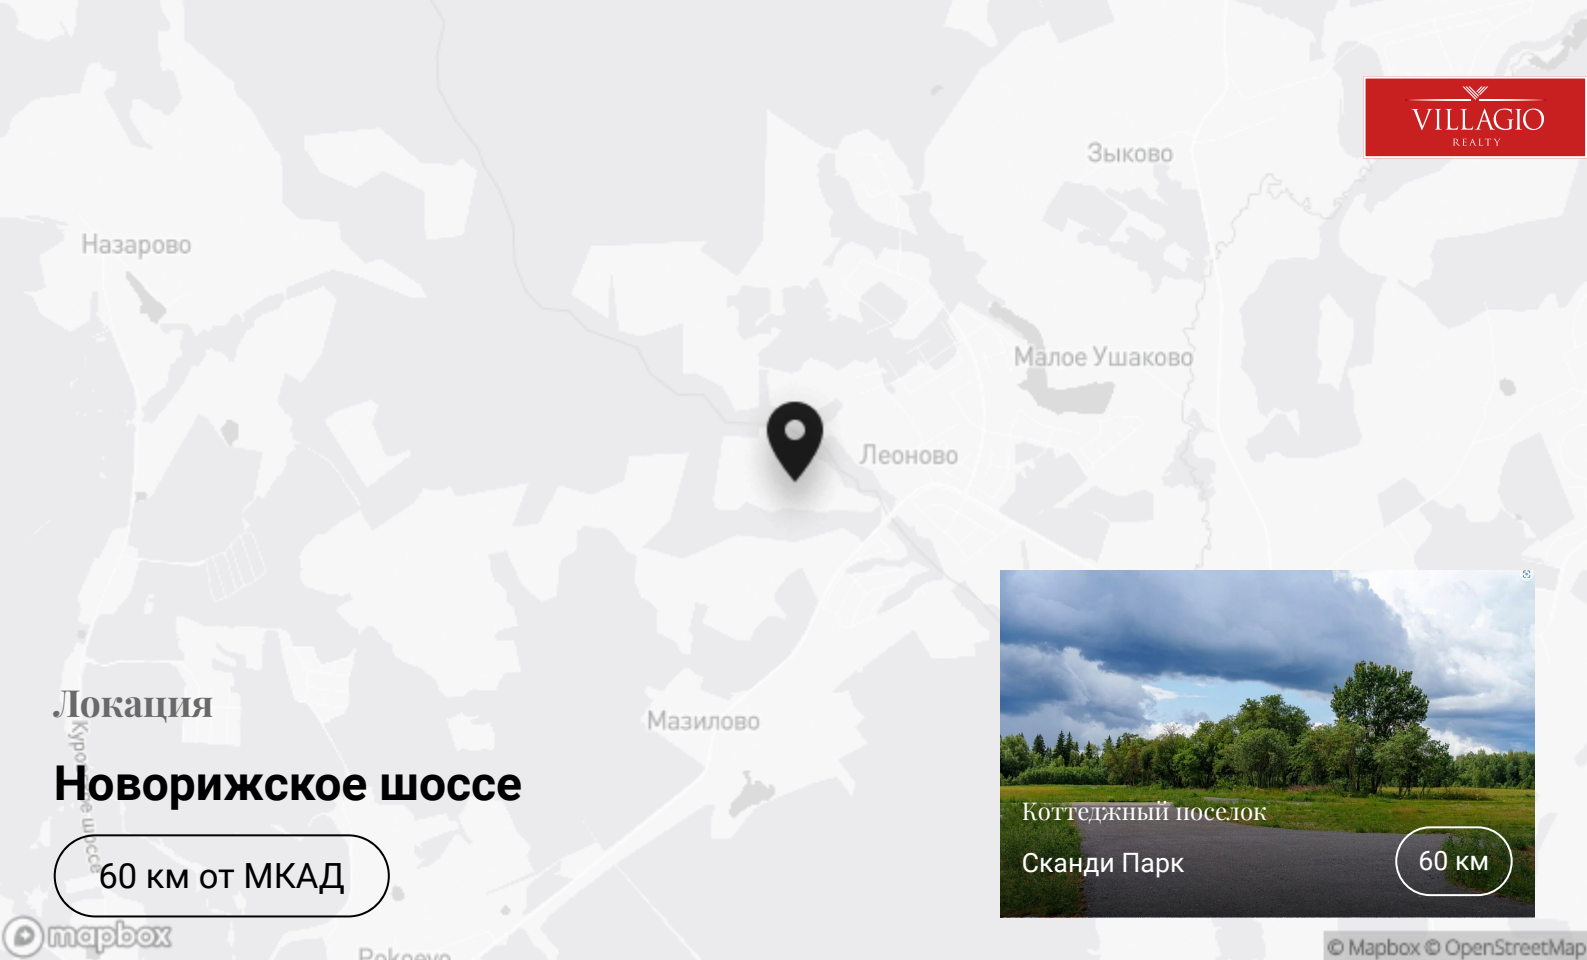 VILLAGIO
REALTY
Зыково
Назарово
Малое Ушаково
Леоново
Мазилово
Локация
Новорижское шоссе
60 км от МКАД
Коттеджный поселок
Сканди Парк
60 км
mapbox
© Mapbox © OpenStreetMap